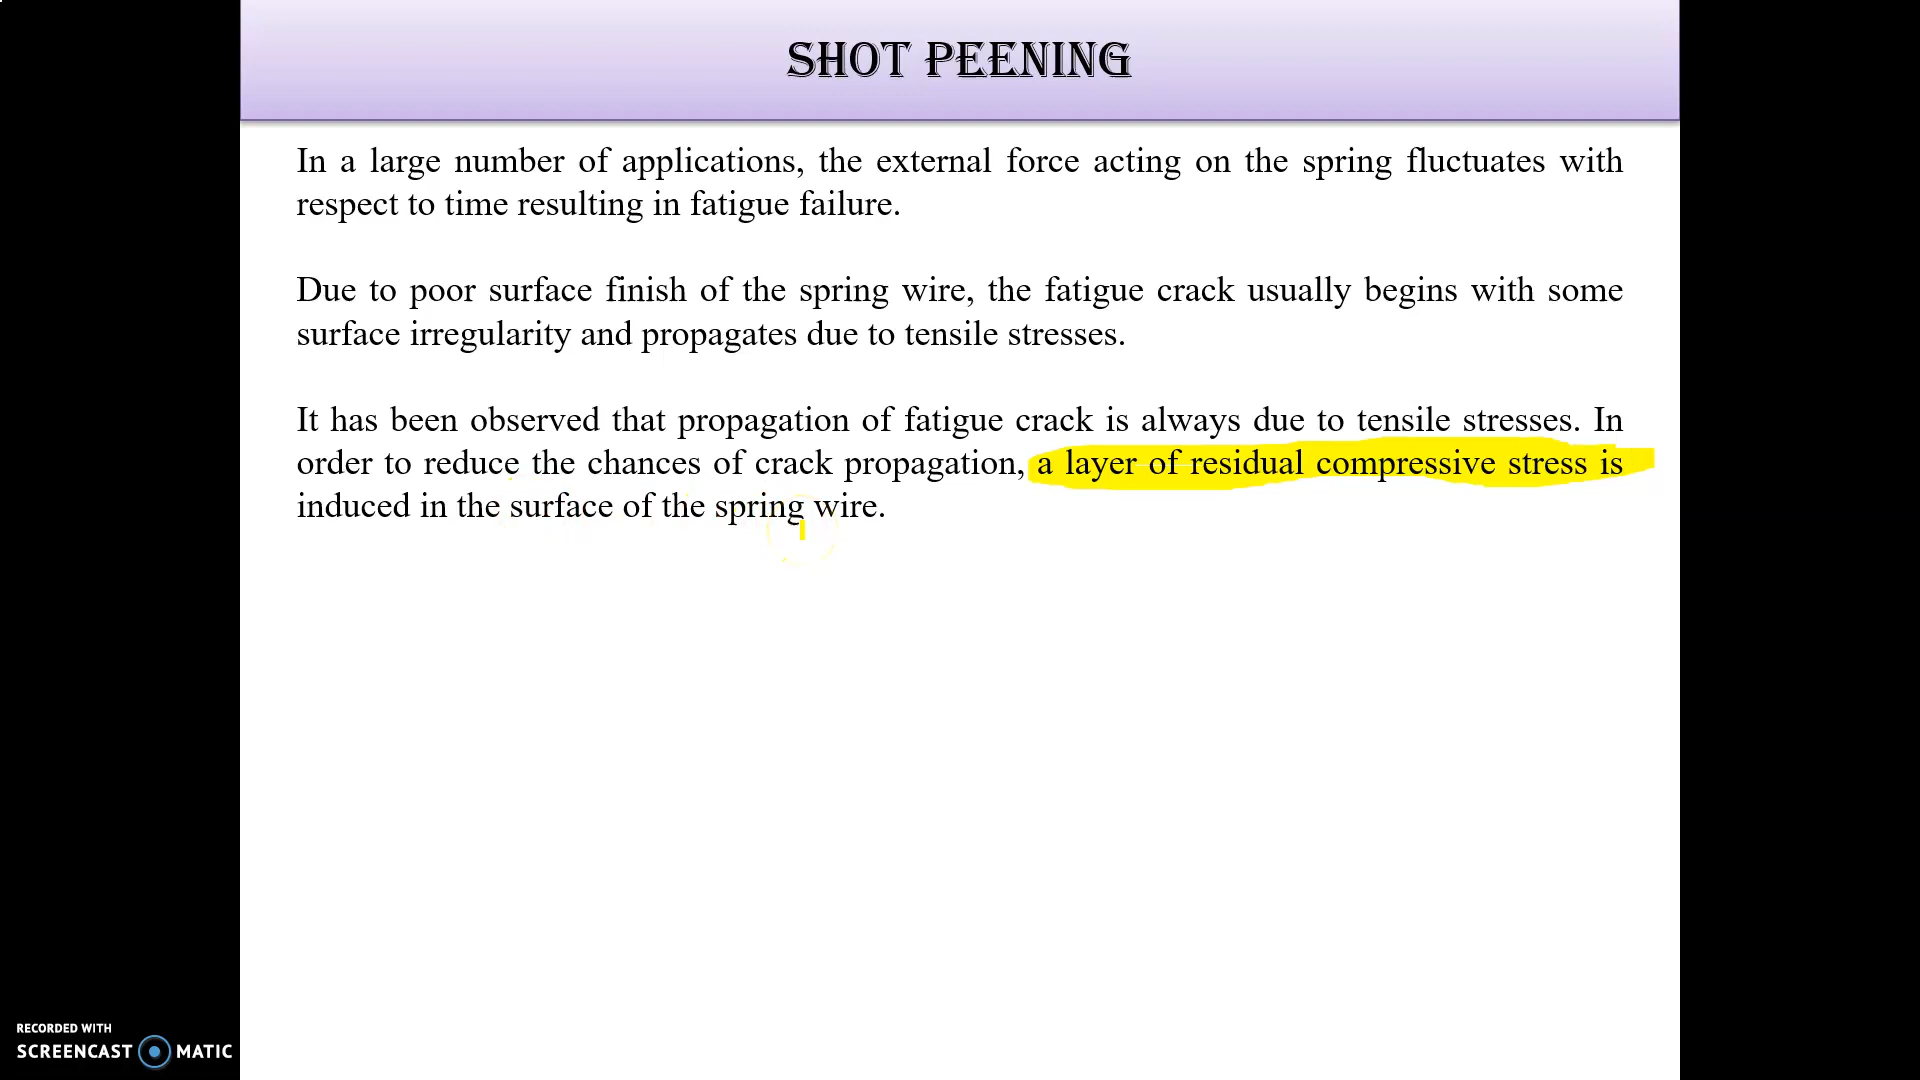 SHOT PEENING
In a large number of applications, the external force acting on the spring fluctuates with
respect to time resulting in fatigue failure.
Due to poor surface finish of the spring wire, the fatigue crack usually begins with some
surface irregularity and propagates due to tensile stresses.
It has been observed that propagation of fatigue crack is always due to tensile stresses. In
order to reduce the chances of crack propagation, a layer of residual compressive stress is
induced in the surface of the spring wire.
RECORDED WITH
SCREENCAST MATIC